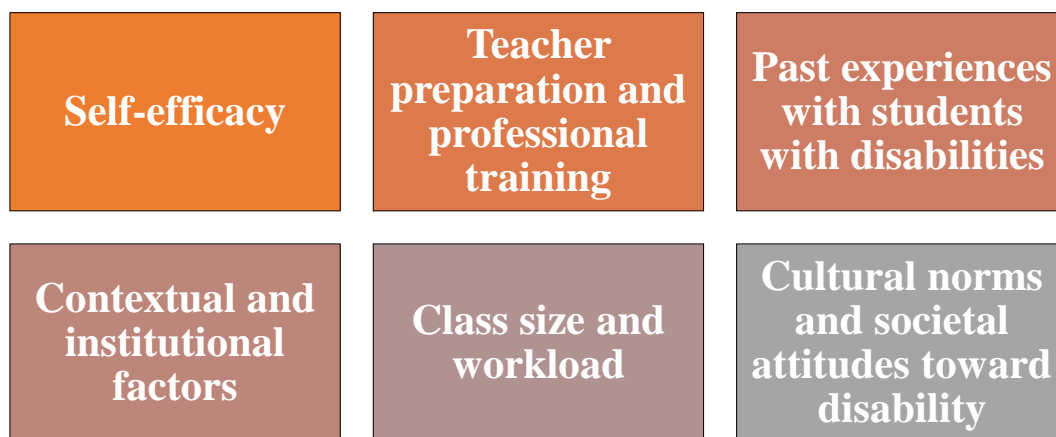 Self-efficacy
Teacher
preparation and
professional
training
Past experiences
with students
with disabilities
Contextual and
institutional
factors
Class size and
workload
Cultural norms
and societal
attitudes toward
disability